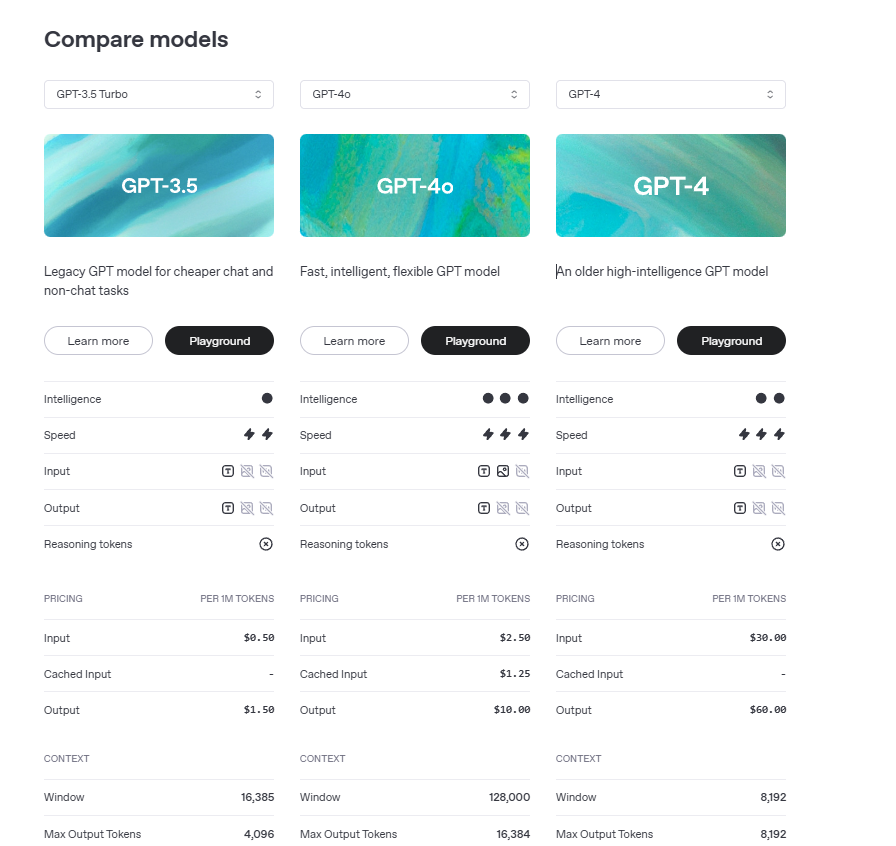 Compare models
GPT-3.5 Turbo
GPT-4o
GPT-4
GPT-3.5
GPT-4o
GPT-4
Legacy GPT model for cheaper chat and
non-chat tasks
Fast, intelligent, flexible GPT model
An older high-intelligence GPT model
Learn more Playground
Learn more Playground
Learn more Playground
Intelligence
Speed
Input
Output
Reasoning tokens
PRICING PER 1M TOKENS
Input $0.50
Cached Input -
Output $1.50
CONTEXT
Window 16,385
Max Output Tokens 4,096
Intelligence
Speed
Input
Output
Reasoning tokens
PRICING PER 1M TOKENS
Input $2.50
Cached Input $1.25
Output $10.00
CONTEXT
Window 128,000
Max Output Tokens 16,384
Intelligence
Speed
Input
Output
Reasoning tokens
PRICING PER 1M TOKENS
Input $30.00
Cached Input -
Output $60.00
CONTEXT
Window 8,192
Max Output Tokens 8,192